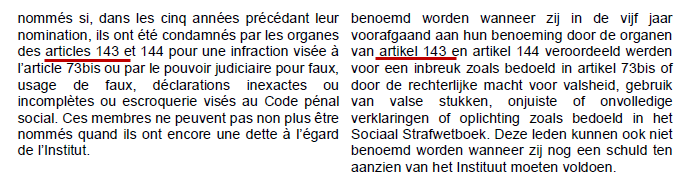 nommés si, dans les cinq années précédant leur
nomination, ils ont été condamnés par les organes
des articles 143 et 144 pour une infraction visée à
l'article 73bis ou par le pouvoir judiciaire pour faux,
usage de faux, déclarations inexactes ou
incomplètes ou escroquerie visés au Code pénal
social. Ces membres ne peuvent pas non plus être
nommés quand ils ont encore une dette à l'égard
de l'Institut.
benoemd worden wanneer zij in de vijf jaar
voorafgaand aan hun benoeming door de organen
van artikel 143 en artikel 144 veroordeeld werden
voor een inbreuk zoals bedoeld in artikel 73bis of
door de rechterlijke macht voor valsheid, gebruik
van valse stukken, onjuiste of onvolledige
verklaringen of oplichting zoals bedoeld in het
Sociaal Strafwetboek. Deze leden kunnen ook niet
benoemd worden wanneer zij nog een schuld ten
aanzien van het Instituut moeten voldoen.